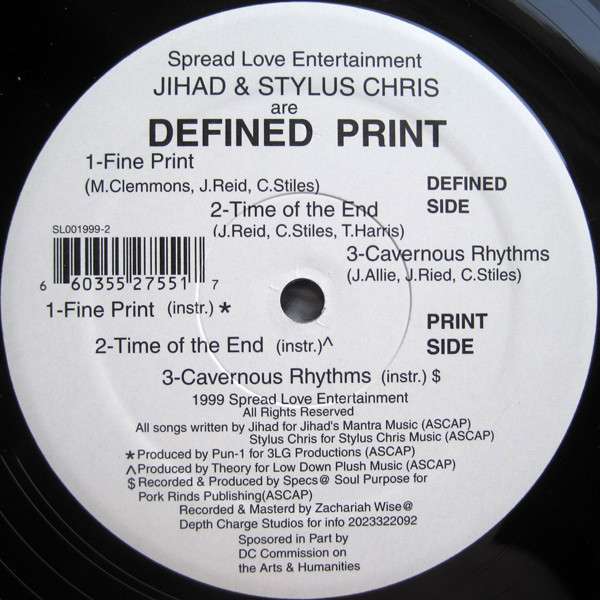 Spread Love Entertainment
JIHAD & STYLUS CHRIS
are
DEFINED PRINT
1-Fine Print
(M.Clemmons, J.Reid, C.Stiles)
DEFINED
SIDE
2-Time of the End
(J.Reid, C.Stiles, T.Harris)
3-Cavernous Rhythms
(J.Allie, J.Ried, C.Stiles)
SL001999-2
6 60355 27551 7
1-Fine Print (instr.) *
PRINT
SIDE
2-Time of the End (instr.)^
3-Cavernous Rhythms (instr.) $
1999 Spread Love Entertainment
All Rights Reserved
All songs written by Jihad for Jihad's Mantra Music (ASCAP)
Stylus Chris for Stylus Chris Music (ASCAP)
*Produced by Pun-1 for 3LG Productions (ASCAP)
^Produced by Theory for Low Down Plush Music (ASCAP)
$ Recorded & Produced by Specs@ Soul Purpose for
Pork Rinds Publishing(ASCAP)
Recorded & Masterd by Zachariah Wise@
Depth Charge Studios for info 2023322092
Sposored in Part by
DC Commission on
the Arts & Humanities